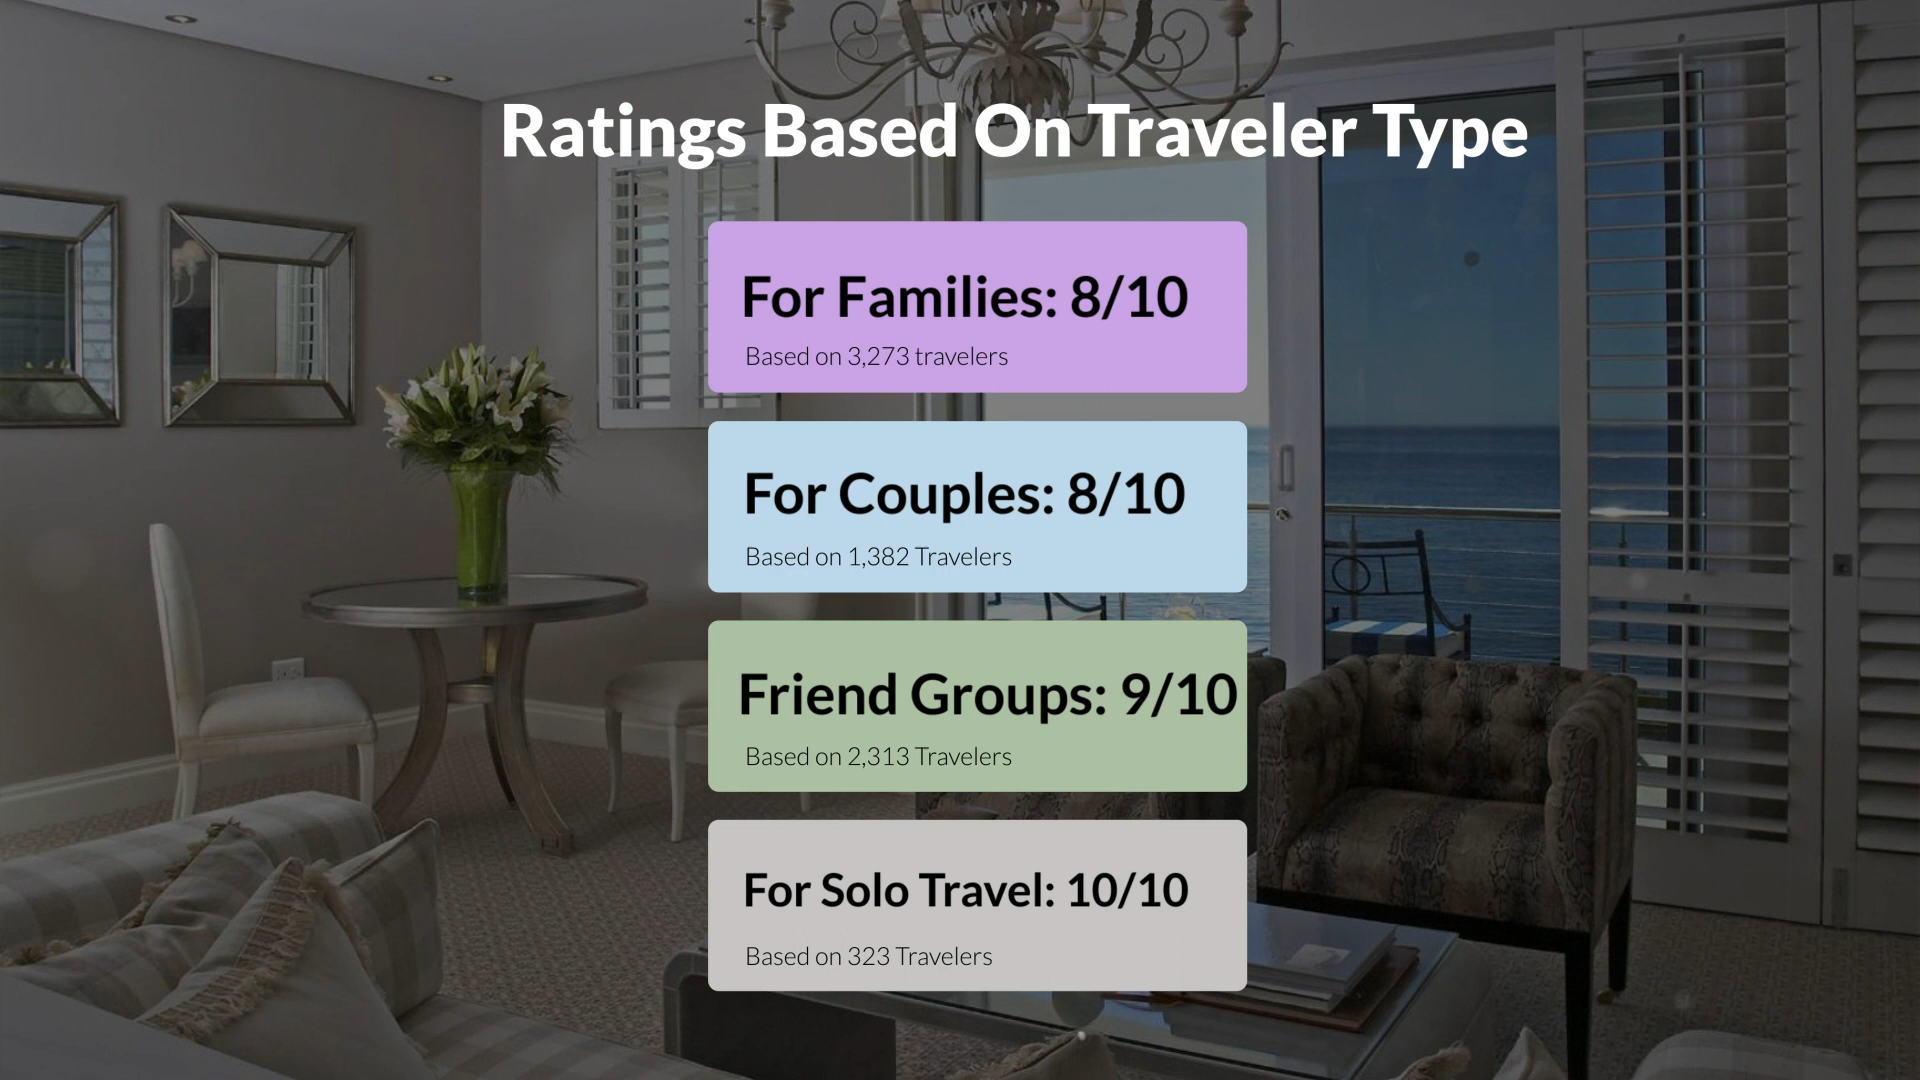 Ratings Based On Traveler Type
For Families: 8/10
Based on 3,273 travelers
For Couples: 8/10
Based on 1,382 Travelers
Friend Groups: 9/10
Based on 2,313 Travelers
For Solo Travel: 10/10
Based on 323 Travelers